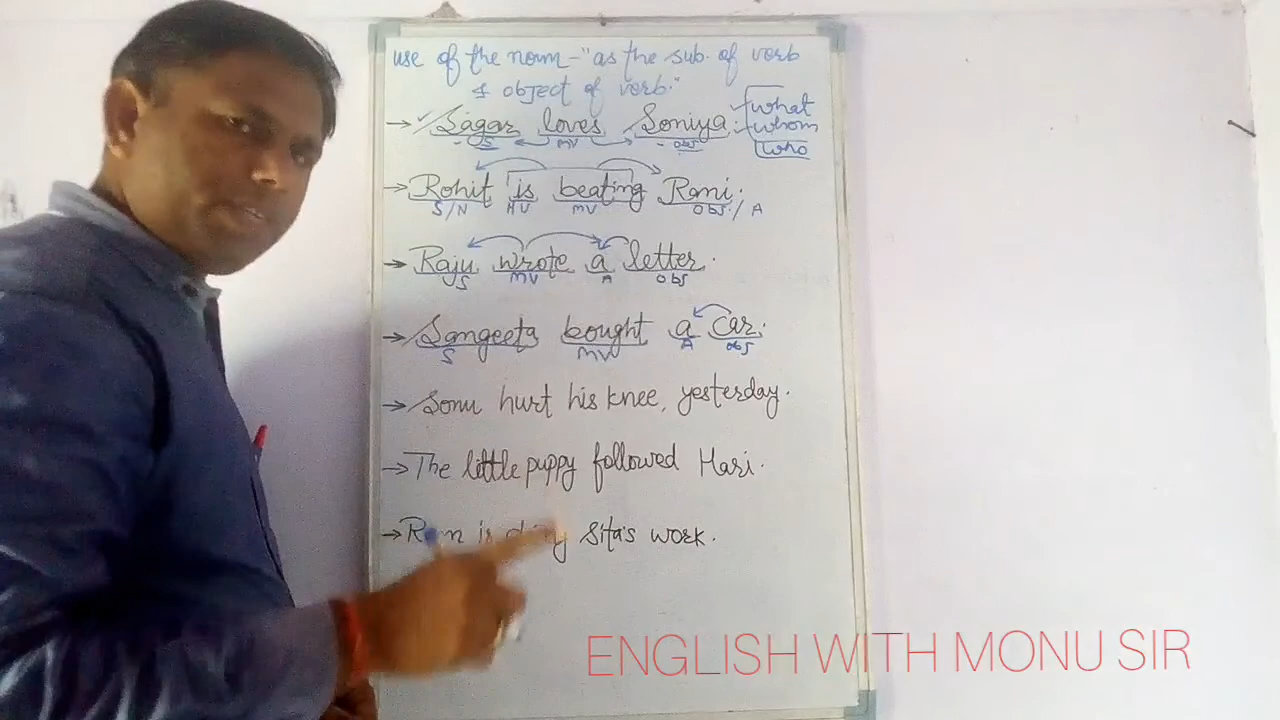 use of the noun - "as the sub. of verb
& object of verb."
→ Sagar loves Soniya. what
whom
who
S MV obj
→ Rohit is beating Romi.
S/N HV MV Obj. / A
→ Raju wrote a letter.
S MV A Obj
→ Sangeeta bought a car.
S MV A obj
→ Sonu hurt his knee, yesterday.
→ The little puppy followed Hari.
→ Ram is doing Sita's work.
ENGLISH WITH MONU SIR